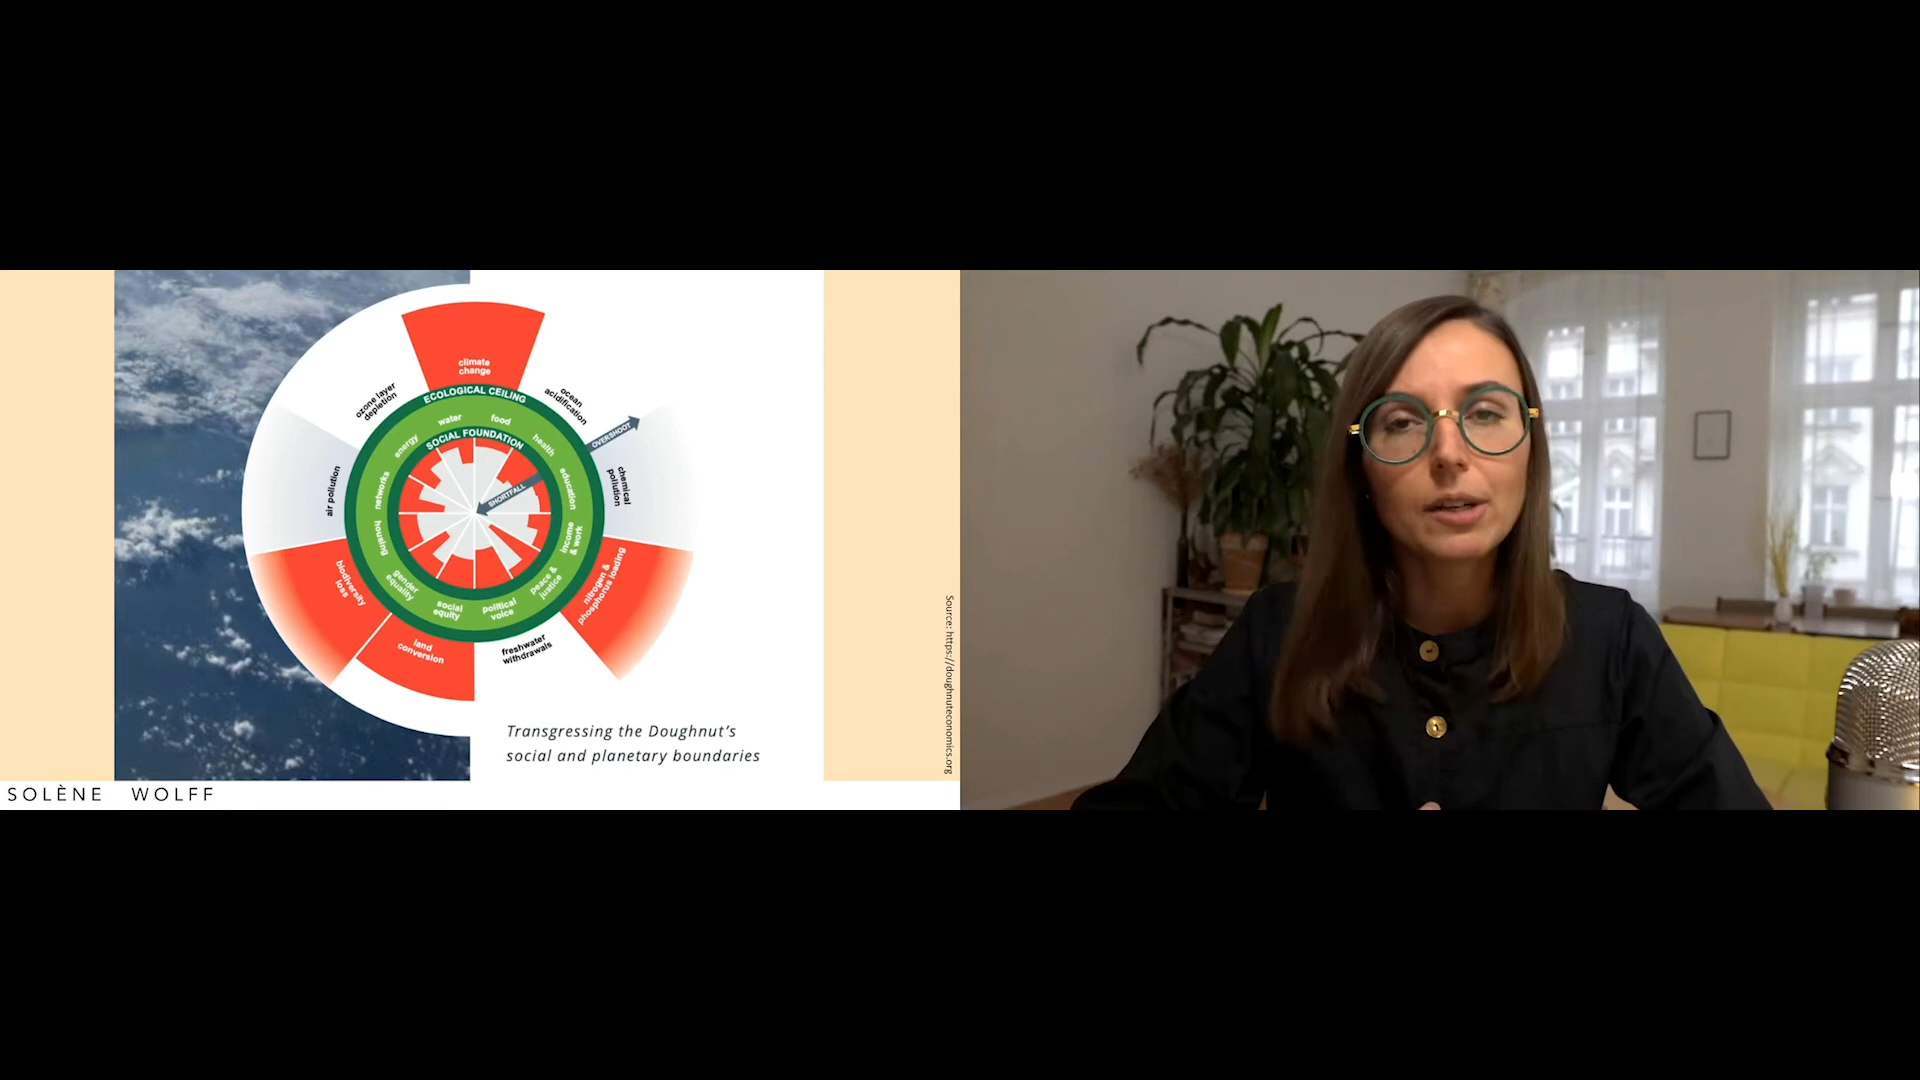 climate
change
ozone layer
depletion
ocean
acidification
ECOLOGICAL CEILING
OVERSHOOT
water
food
energy
SOCIAL FOUNDATION
health
air pollution
networks
SHORTFALL
education
chemical
pollution
housing
income
& work
biodiversity
loss
gender
equality
social
equity
political
voice
peace &
justice
nitrogen &
phosphorus loading
land
conversion
freshwater
withdrawals
Transgressing the Doughnut's
social and planetary boundaries
Source: https://doughnuteconomics.org
SOLÈNE WOLFF